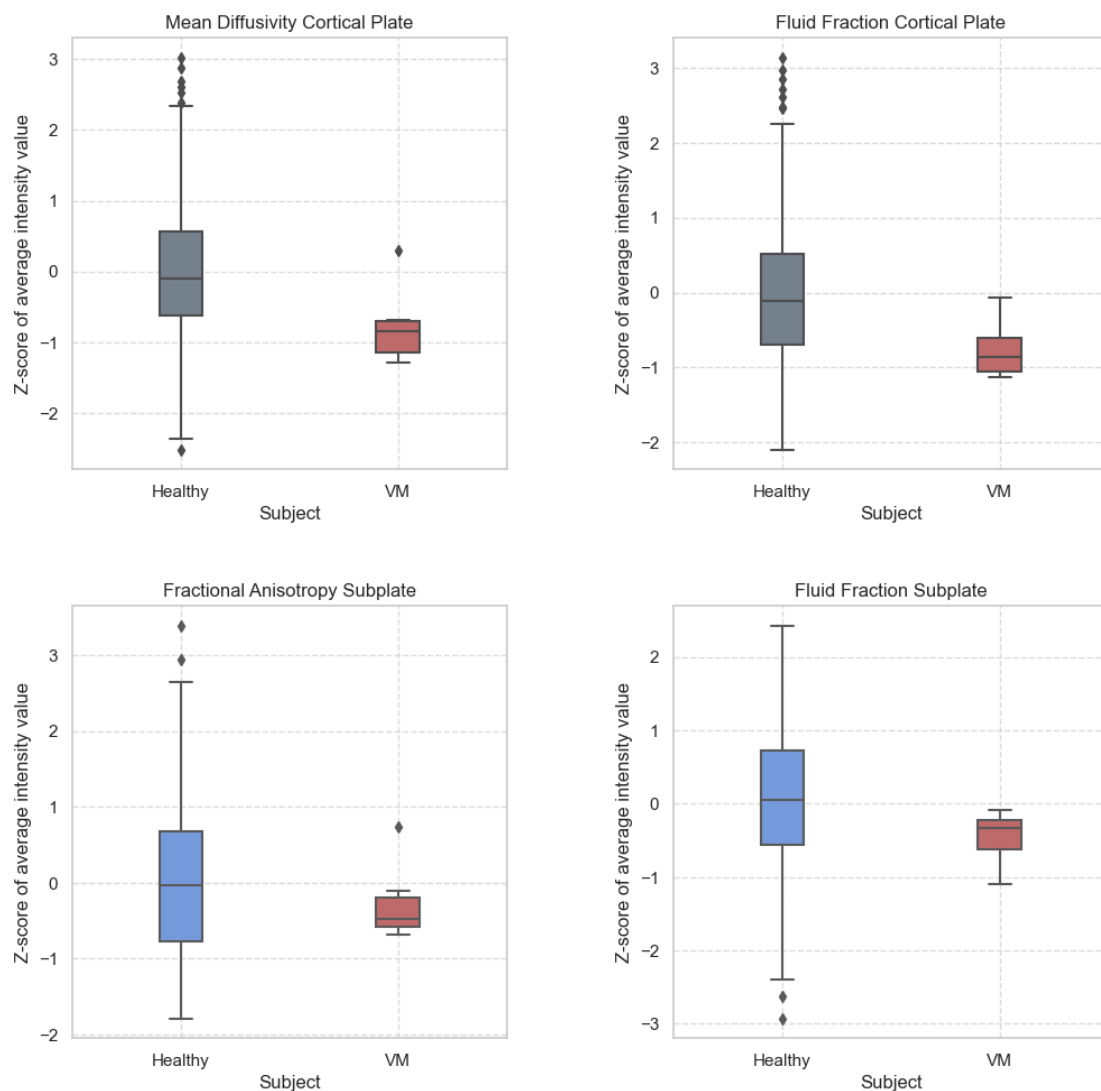 Mean Diffusivity Cortical Plate
Z-score of average intensity value
3
2
1
0
−1
−2
Healthy
VM
Subject
Fluid Fraction Cortical Plate
Z-score of average intensity value
3
2
1
0
−1
−2
Healthy
VM
Subject
Fractional Anisotropy Subplate
Z-score of average intensity value
3
2
1
0
−1
−2
Healthy
VM
Subject
Fluid Fraction Subplate
Z-score of average intensity value
2
1
0
−1
−2
−3
Healthy
VM
Subject